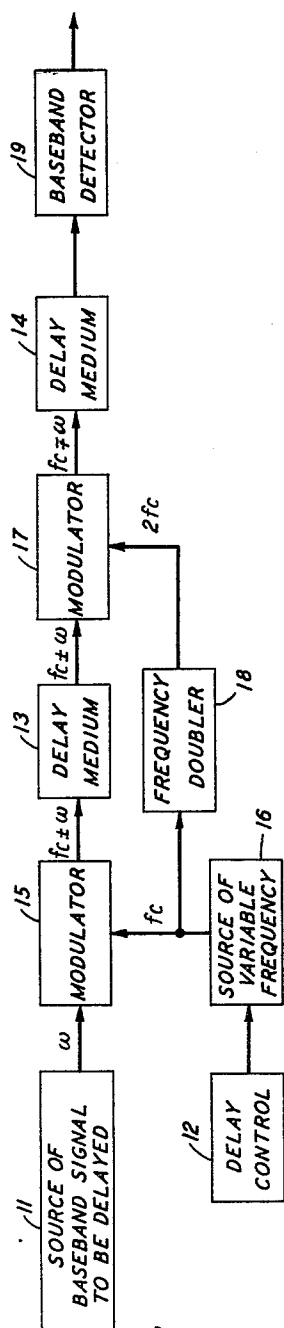 11
SOURCE OF
BASEBAND SIGNAL
TO BE DELAYED
ω
15
MODULATOR
fc ± ω
13
DELAY
MEDIUM
fc ± ω
17
MODULATOR
fc ∓ ω
14
DELAY
MEDIUM
19
BASEBAND
DETECTOR
fc
2fc
FREQUENCY
DOUBLER
18
12
DELAY
CONTROL
16
SOURCE OF
VARIABLE
FREQUENCY